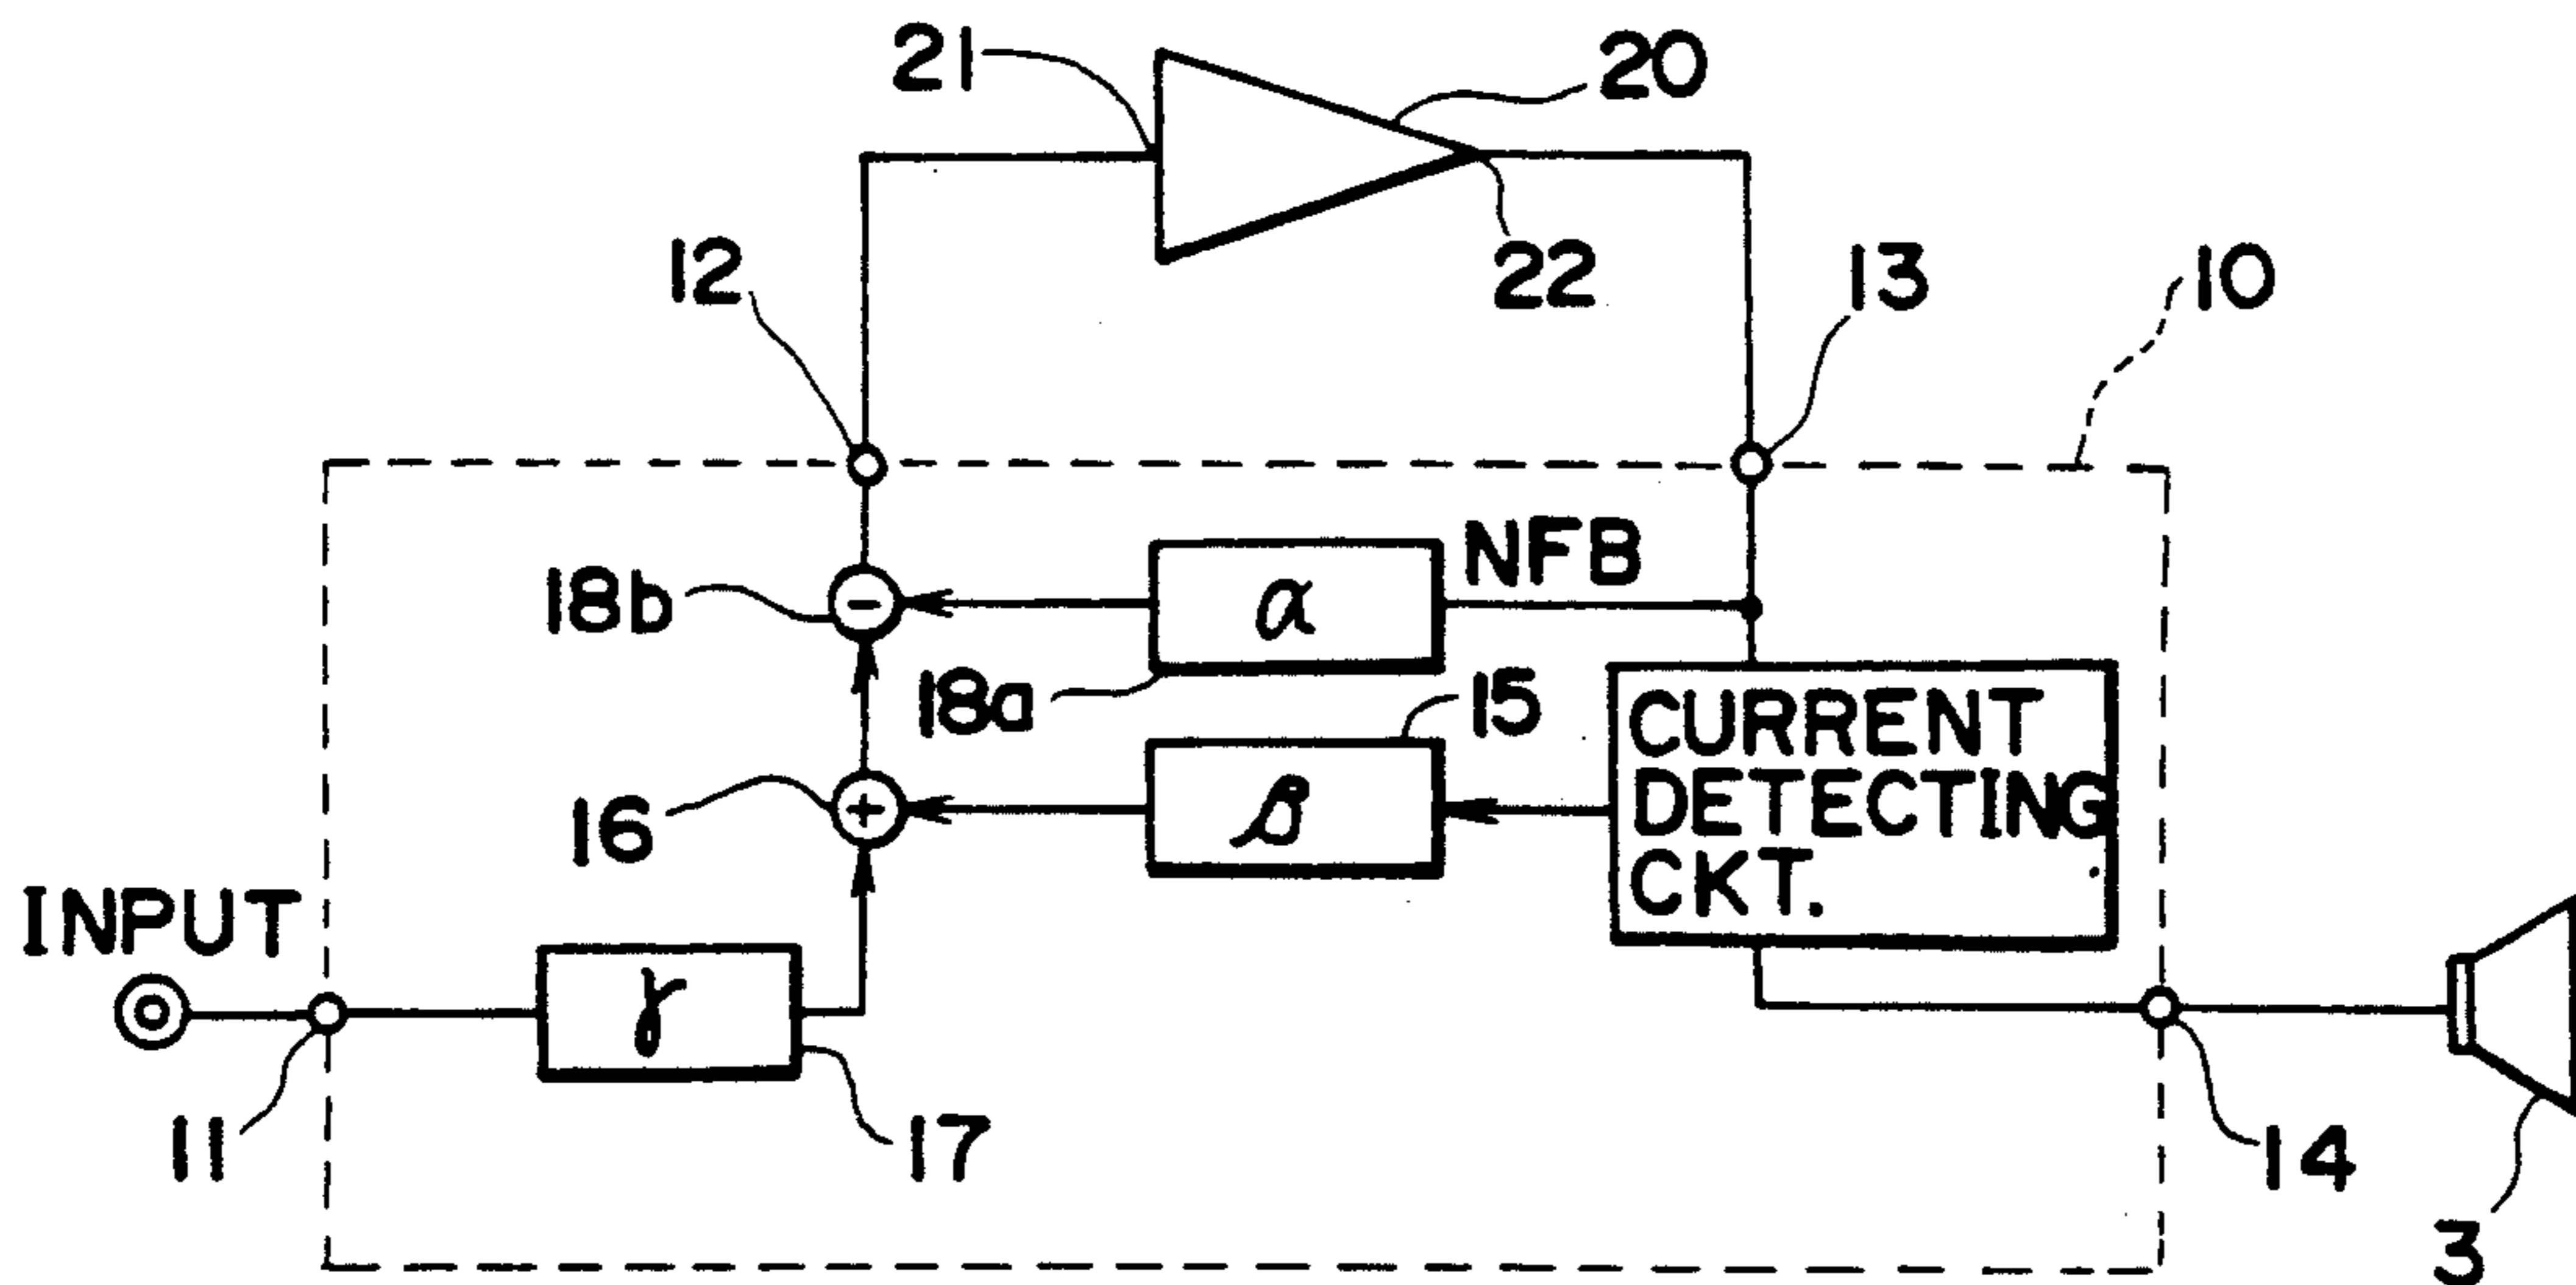 21
20
12
22
13
10
18b
α
NFB
18a
15
CURRENT
DETECTING
CKT.
16
β
INPUT
γ
11
17
14
3
-
+